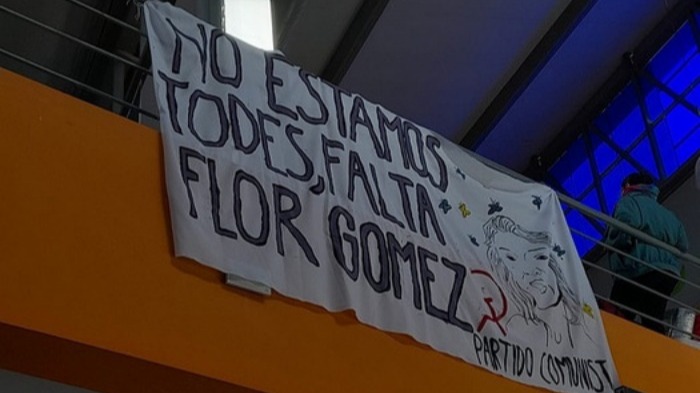 NO ESTAMOS
TODES, FALTA
FLOR GOMEZ
PARTIDO COMUNIST